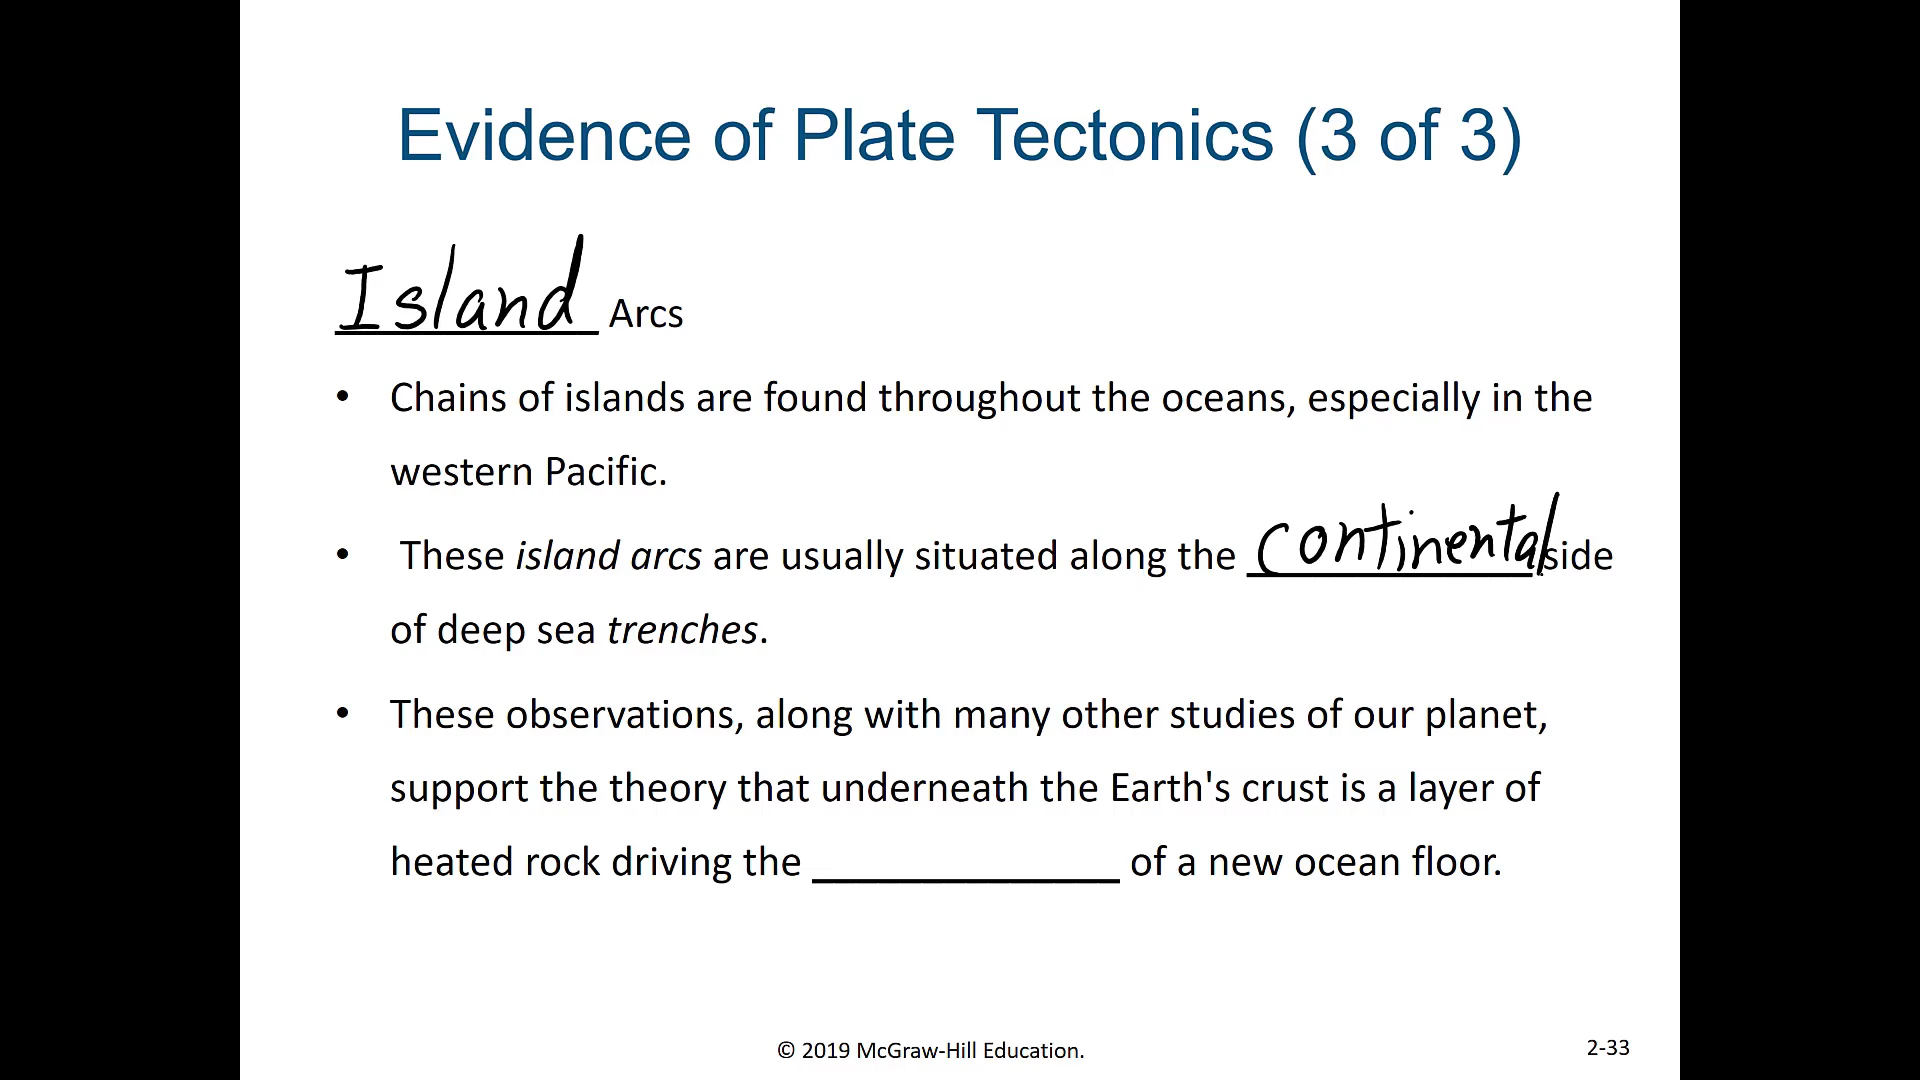 Evidence of Plate Tectonics (3 of 3)
Island Arcs
• Chains of islands are found throughout the oceans, especially in the
western Pacific.
• These island arcs are usually situated along the continental side
of deep sea trenches.
• These observations, along with many other studies of our planet,
support the theory that underneath the Earth's crust is a layer of
heated rock driving the ______________ of a new ocean floor.
© 2019 McGraw-Hill Education.
2-33